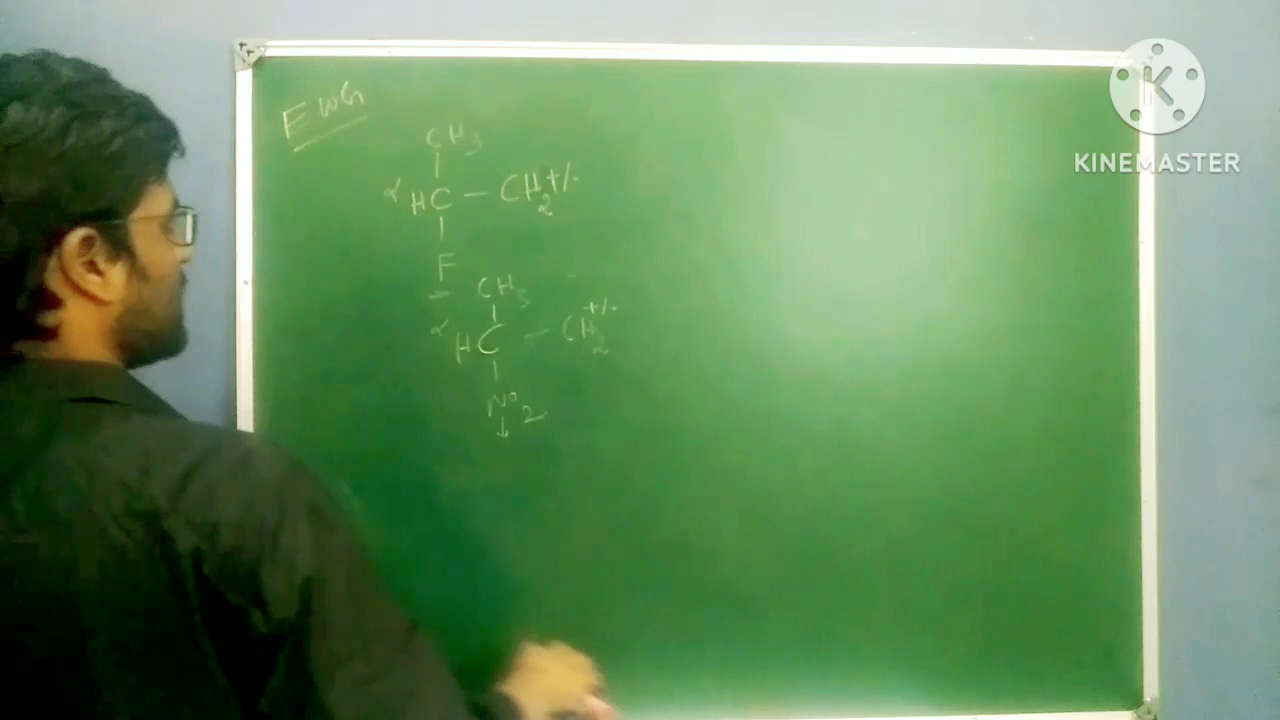 EWG
CH3
α HC - CH2 +/-
F
CH3
α HC - CH2 +/-
NO2
↓
KINEMASTER